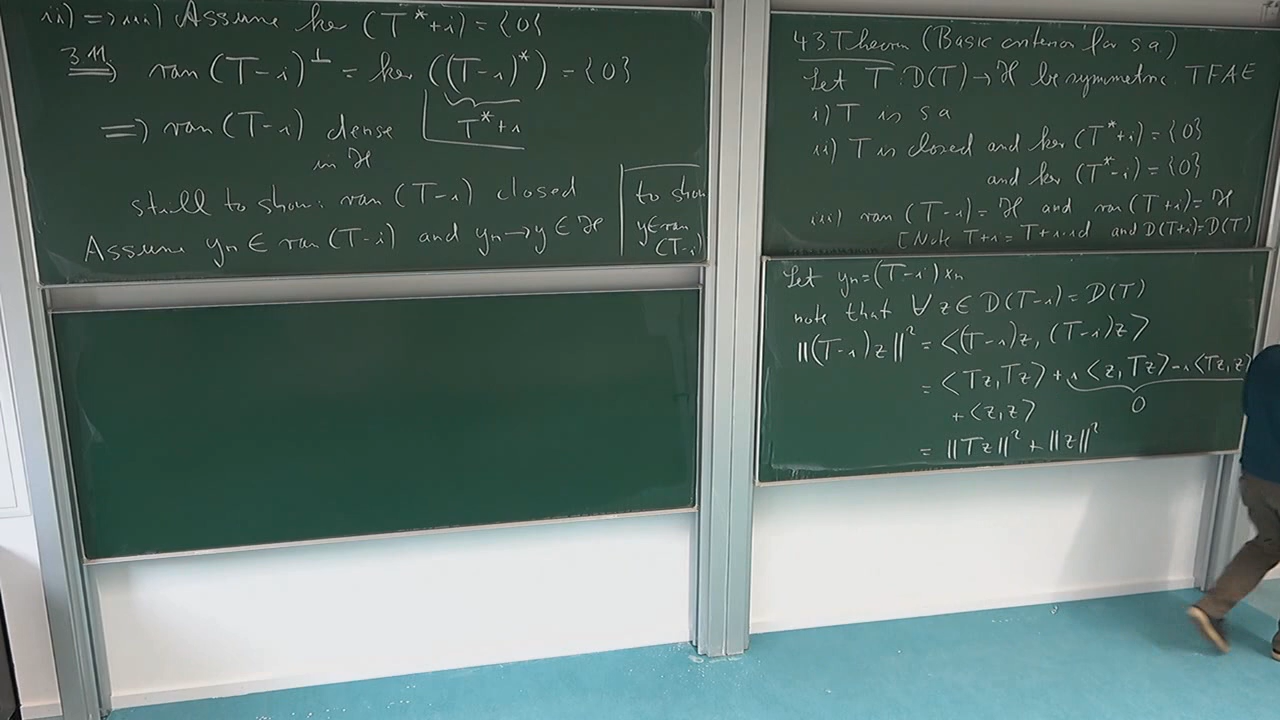 ii) => iii) Assume ker (T* + i) = {0}
3.11 => ran (T - i)^⊥ = ker ((T - i)*) = {0}
T* + i
=> ran (T - i) dense
in ℋ
still to show: ran (T - i) closed
Assume yₙ ∈ ran (T - i) and yₙ → y ∈ ℋ
to show
y ∈ ran
(T - i)
4.3 Theorem (Basic criterion for s a)
Let T : D(T) → ℋ be symmetric. TFAE
i) T is s a
ii) T is closed and ker (T* + i) = {0}
and ker (T* - i) = {0}
iii) ran (T - i) = ℋ and ran (T + i) = ℋ
[Note T + i = T + i·id and D(T + i) = D(T)
Let yₙ = (T - i) xₙ
note that ∀ z ∈ D(T - i) = D(T)
||(T - i) z||² = <(T - i) z, (T - i) z>
= <Tz, Tz> + i <z, Tz> - i <Tz, z>
0
+ <z, z>
= ||Tz||² + ||z||²